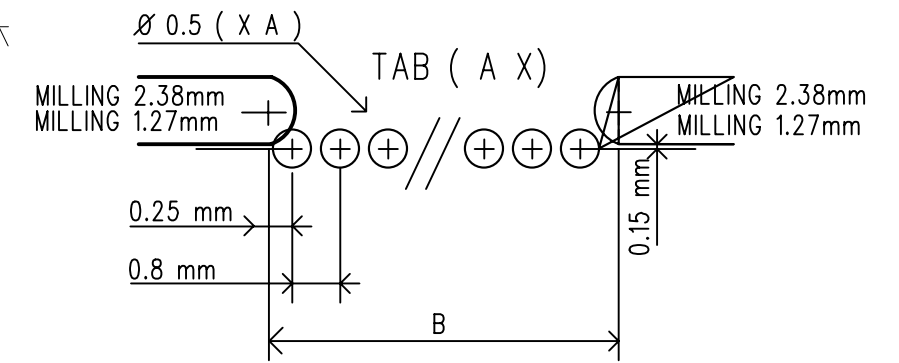 Ø 0.5 ( X A )
TAB ( A X)
MILLING 2.38mm
MILLING 1.27mm
MILLING 2.38mm
MILLING 1.27mm
0.25 mm
0.15 mm
0.8 mm
B